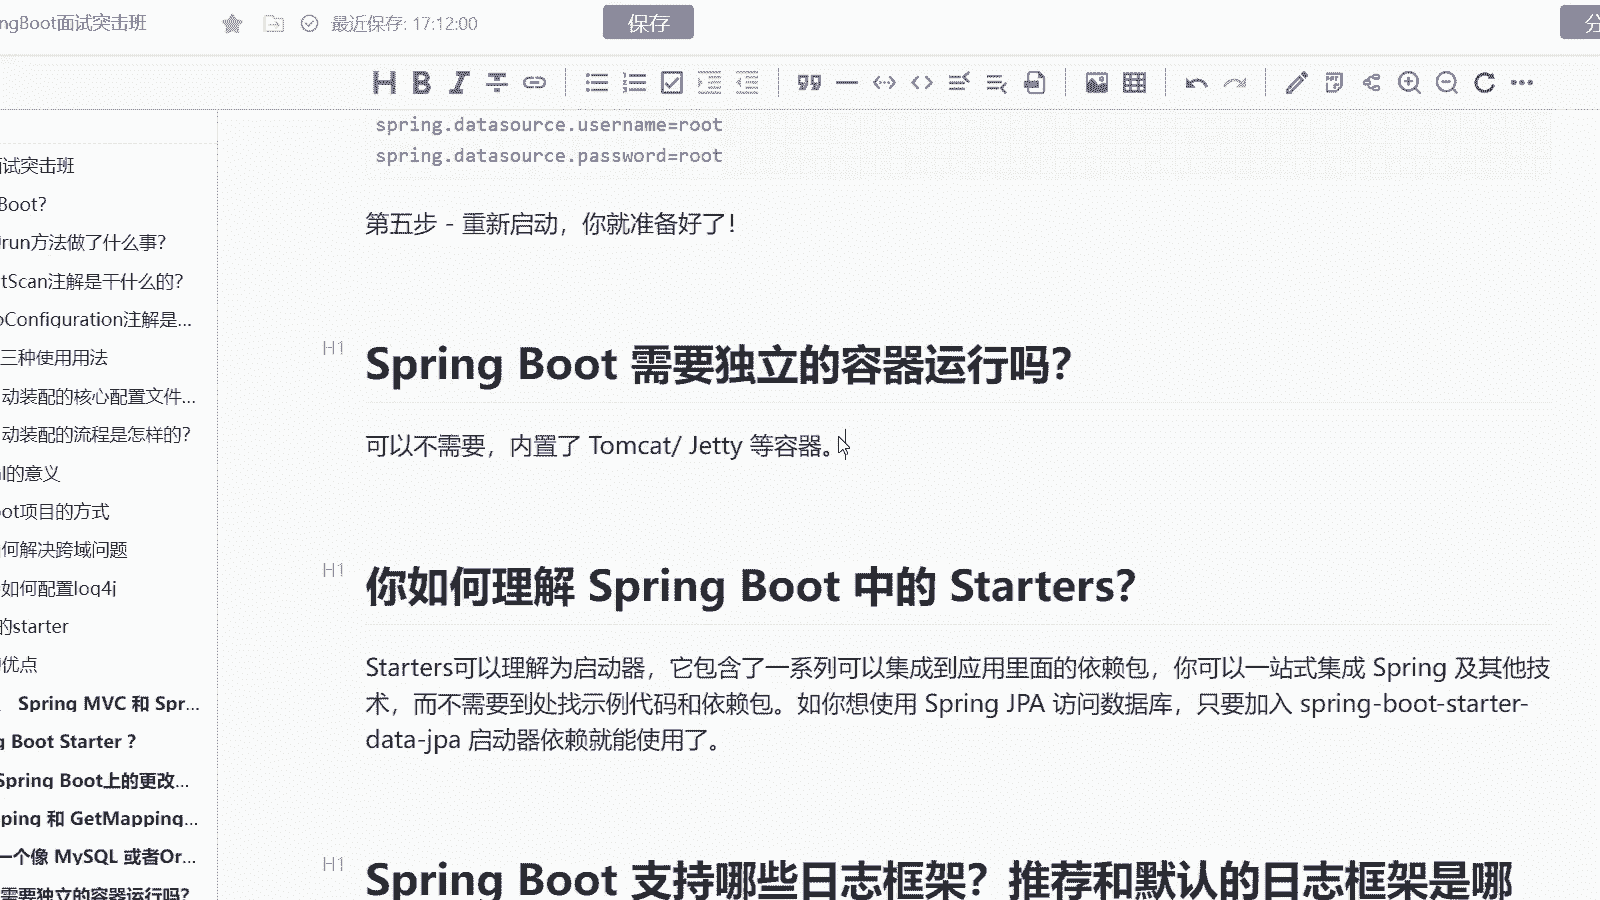 ngBoot面试突击班
最近保存: 17:12:00
保存
分
spring.datasource.username=root
spring.datasource.password=root
面试突击班
Boot?
run方法做了什么事?
tScan注解是干什么的?
oConfiguration注解是...
三种使用用法
动装配的核心配置文件...
动装配的流程是怎样的?
的意义
ot项目的方式
何解决跨域问题
如何配置log4j
的starter
优点
Spring MVC 和 Spr...
g Boot Starter ?
Spring Boot上的更改...
ping 和 GetMapping...
一个像 MySQL 或者Or...
需要独立的容器运行吗?
第五步 - 重新启动，你就准备好了!
H1
Spring Boot 需要独立的容器运行吗?
可以不需要，内置了 Tomcat/ Jetty 等容器。
H1
你如何理解 Spring Boot 中的 Starters?
Starters可以理解为启动器，它包含了一系列可以集成到应用里面的依赖包，你可以一站式集成 Spring 及其他技
术，而不需要到处找示例代码和依赖包。如你想使用 Spring JPA 访问数据库，只要加入 spring-boot-starter-
data-jpa 启动器依赖就能使用了。
H1
Spring Boot 支持哪些日志框架? 推荐和默认的日志框架是哪